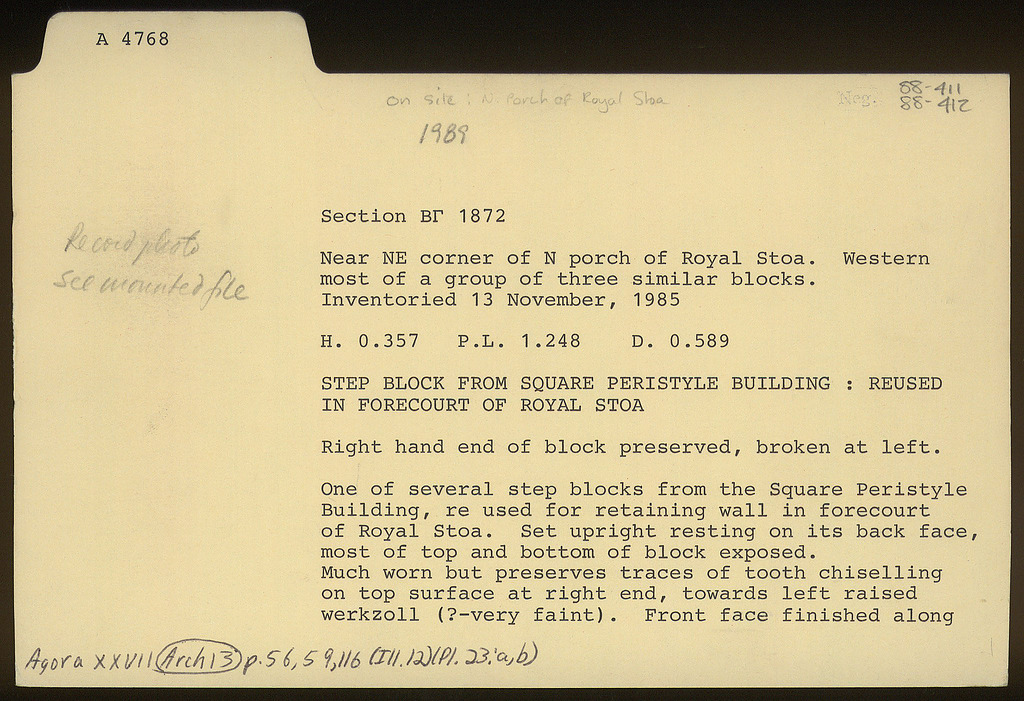 A 4768
On site : N. Porch of Royal Stoa
Neg. 88-411
88-412
1989
Section ΒΓ 1872
Record photo
see mounted file
Near NE corner of N porch of Royal Stoa.  Western
most of a group of three similar blocks.
Inventoried 13 November, 1985
H. 0.357   P.L. 1.248    D. 0.589
STEP BLOCK FROM SQUARE PERISTYLE BUILDING : REUSED
IN FORECOURT OF ROYAL STOA
Right hand end of block preserved, broken at left.
One of several step blocks from the Square Peristyle
Building, re used for retaining wall in forecourt
of Royal Stoa.  Set upright resting on its back face,
most of top and bottom of block exposed.
Much worn but preserves traces of tooth chiselling
on top surface at right end, towards left raised
werkzoll (?-very faint).  Front face finished along
Agora XXVII Arch 13 p. 56, 59, 116 (Ill. 12) (Pl. 23: a, b)